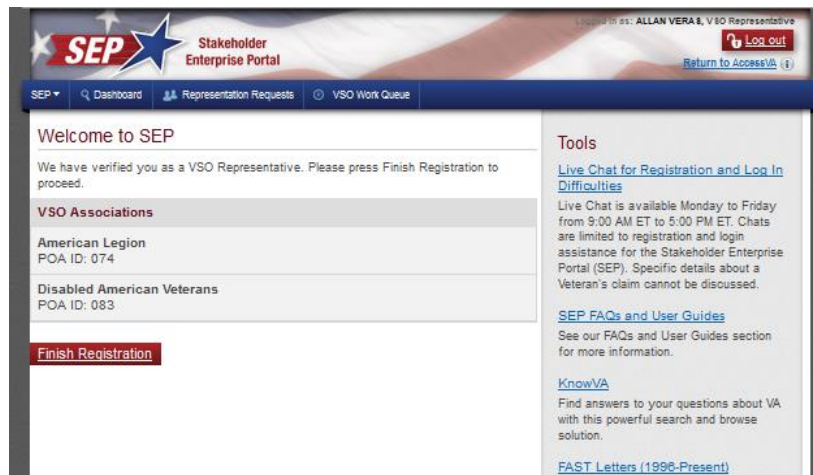 Logged in as: ALLAN VERA 8, VSO Representative
Log out
Return to AccessVA
SEP Stakeholder
Enterprise Portal
SEP Dashboard Representation Requests VSO Work Queue
Welcome to SEP
We have verified you as a VSO Representative. Please press Finish Registration to
proceed.
VSO Associations
American Legion
POA ID: 074
Disabled American Veterans
POA ID: 083
Finish Registration
Tools
Live Chat for Registration and Log In
Difficulties
Live Chat is available Monday to Friday
from 9:00 AM ET to 5:00 PM ET. Chats
are limited to registration and login
assistance for the Stakeholder Enterprise
Portal (SEP). Specific details about a
Veteran's claim cannot be discussed.
SEP FAQs and User Guides
See our FAQs and User Guides section
for more information.
KnowVA
Find answers to your questions about VA
with this powerful search and browse
solution.
FAST Letters (1996-Present)